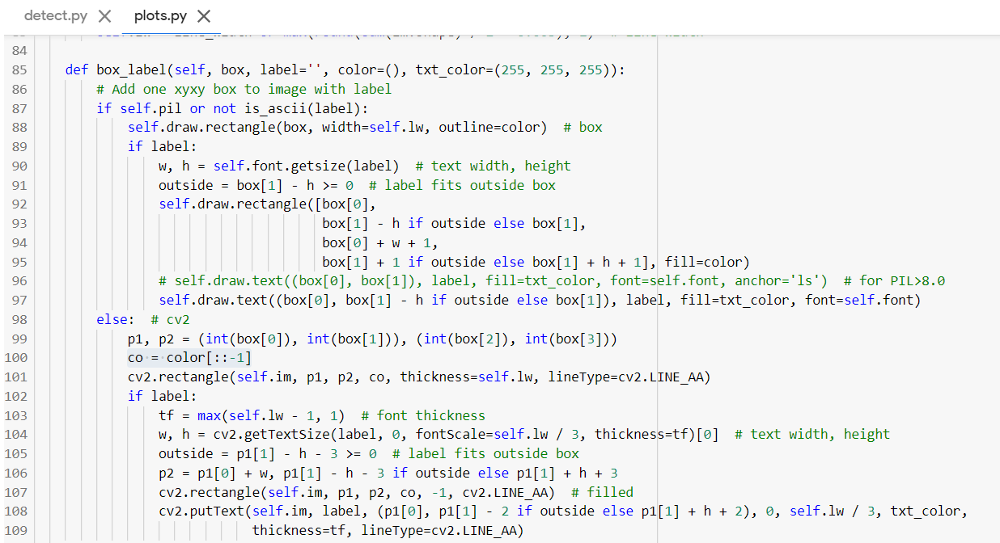 detect.py × plots.py ×
84
85 def box_label(self, box, label='', color=(), txt_color=(255, 255, 255)):
86 # Add one xyxy box to image with label
87 if self.pil or not is_ascii(label):
88 self.draw.rectangle(box, width=self.lw, outline=color)  # box
89 if label:
90 w, h = self.font.getsize(label)  # text width, height
91 outside = box[1] - h >= 0  # label fits outside box
92 self.draw.rectangle([box[0],
93 box[1] - h if outside else box[1],
94 box[0] + w + 1,
95 box[1] + 1 if outside else box[1] + h + 1], fill=color)
96 # self.draw.text((box[0], box[1]), label, fill=txt_color, font=self.font, anchor='ls')  # for PIL>8.0
97 self.draw.text((box[0], box[1] - h if outside else box[1]), label, fill=txt_color, font=self.font)
98 else:  # cv2
99 p1, p2 = (int(box[0]), int(box[1])), (int(box[2]), int(box[3]))
100 co = color[::-1]
101 cv2.rectangle(self.im, p1, p2, co, thickness=self.lw, lineType=cv2.LINE_AA)
102 if label:
103 tf = max(self.lw - 1, 1)  # font thickness
104 w, h = cv2.getTextSize(label, 0, fontScale=self.lw / 3, thickness=tf)[0]  # text width, height
105 outside = p1[1] - h - 3 >= 0  # label fits outside box
106 p2 = p1[0] + w, p1[1] - h - 3 if outside else p1[1] + h + 3
107 cv2.rectangle(self.im, p1, p2, co, -1, cv2.LINE_AA)  # filled
108 cv2.putText(self.im, label, (p1[0], p1[1] - 2 if outside else p1[1] + h + 2), 0, self.lw / 3, txt_color,
109 thickness=tf, lineType=cv2.LINE_AA)